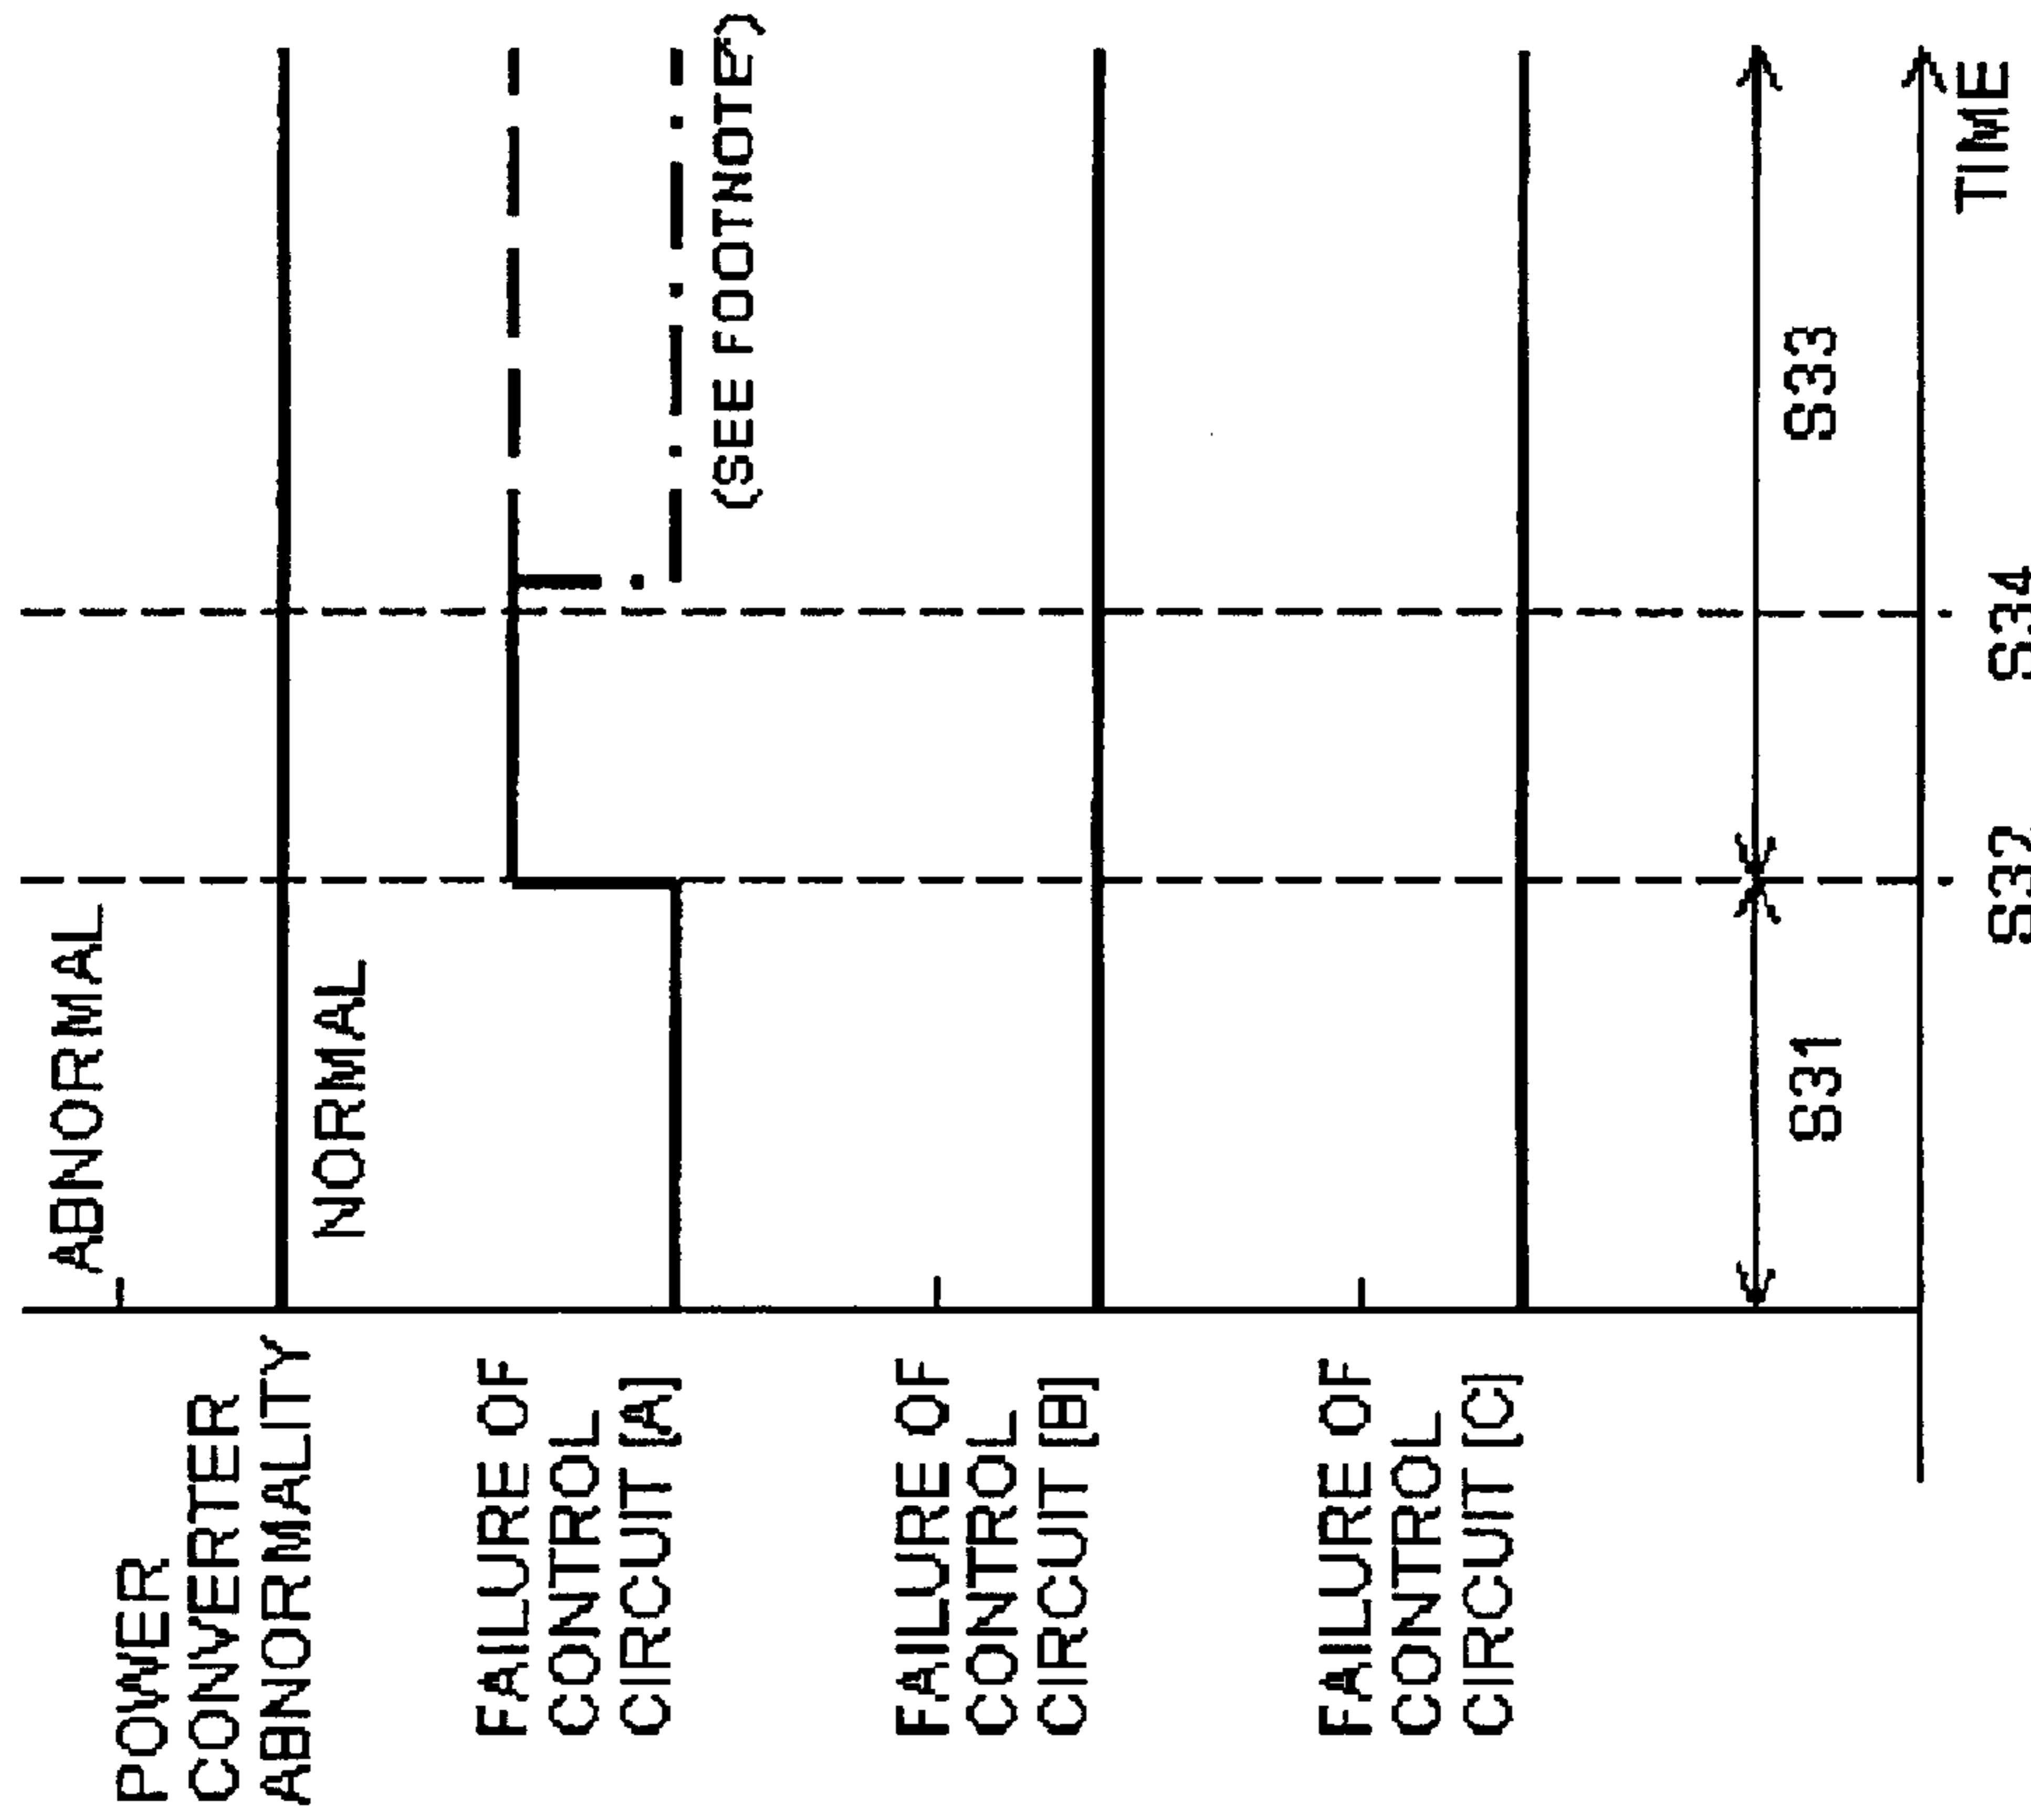 POWER
CONVERTER
ABNORMALITY
ABNORMAL
NORMAL
FAILURE OF
CONTROL
CIRCUIT [A]
(SEE FOOTNOTE)
FAILURE OF
CONTROL
CIRCUIT [B]
FAILURE OF
CONTROL
CIRCUIT [C]
S31
S33
TIME
S32
S34